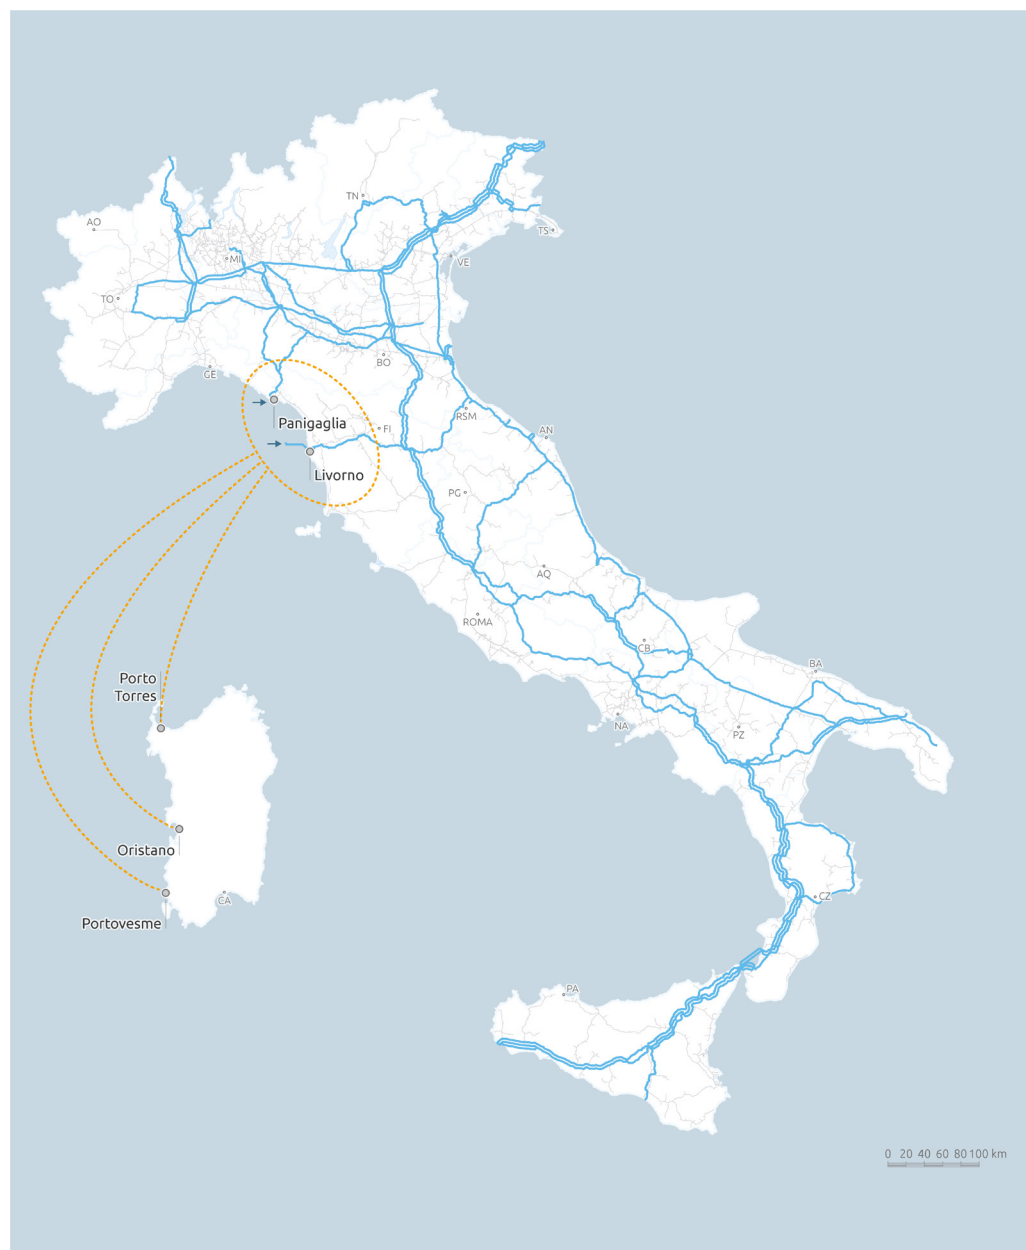 TN
AO
TS
MI
VE
TO
BO
GE
RSM
Panigaglia
FI
AN
Livorno
PG
AQ
ROMA
CB
BA
Porto
Torres
NA
PZ
Oristano
CA
CZ
Portovesme
PA
0 20 40 60 80 100 km